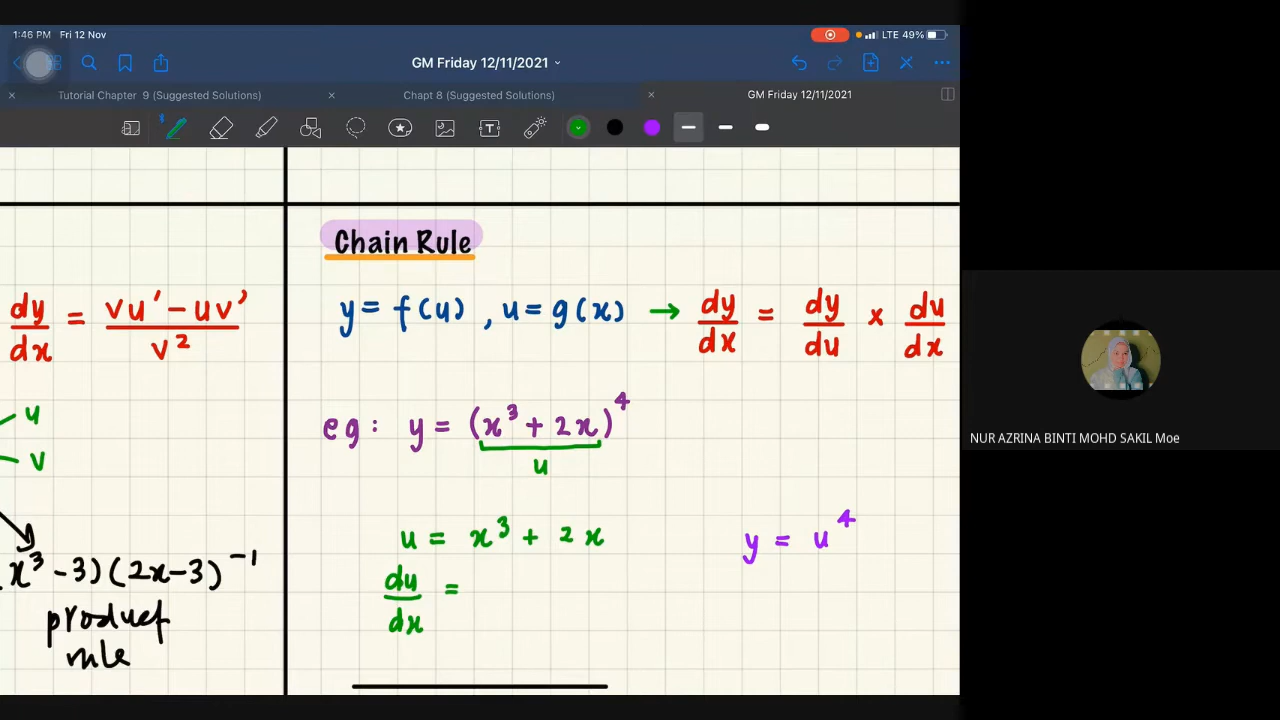 1:46 PM Fri 12 Nov
LTE 49%
GM Friday 12/11/2021
Tutorial Chapter 9 (Suggested Solutions)
Chapt 8 (Suggested Solutions)
GM Friday 12/11/2021
dy/dx = (vu' - uv')/v²
u
v
x³ -3)(2x-3)⁻¹
product
rule
Chain Rule
y = f(u), u = g(x) → dy/dx = dy/du × du/dx
eg: y = (x³ + 2x)⁴
u
u = x³ + 2x
y = u⁴
du/dx =
NUR AZRINA BINTI MOHD SAKIL Moe